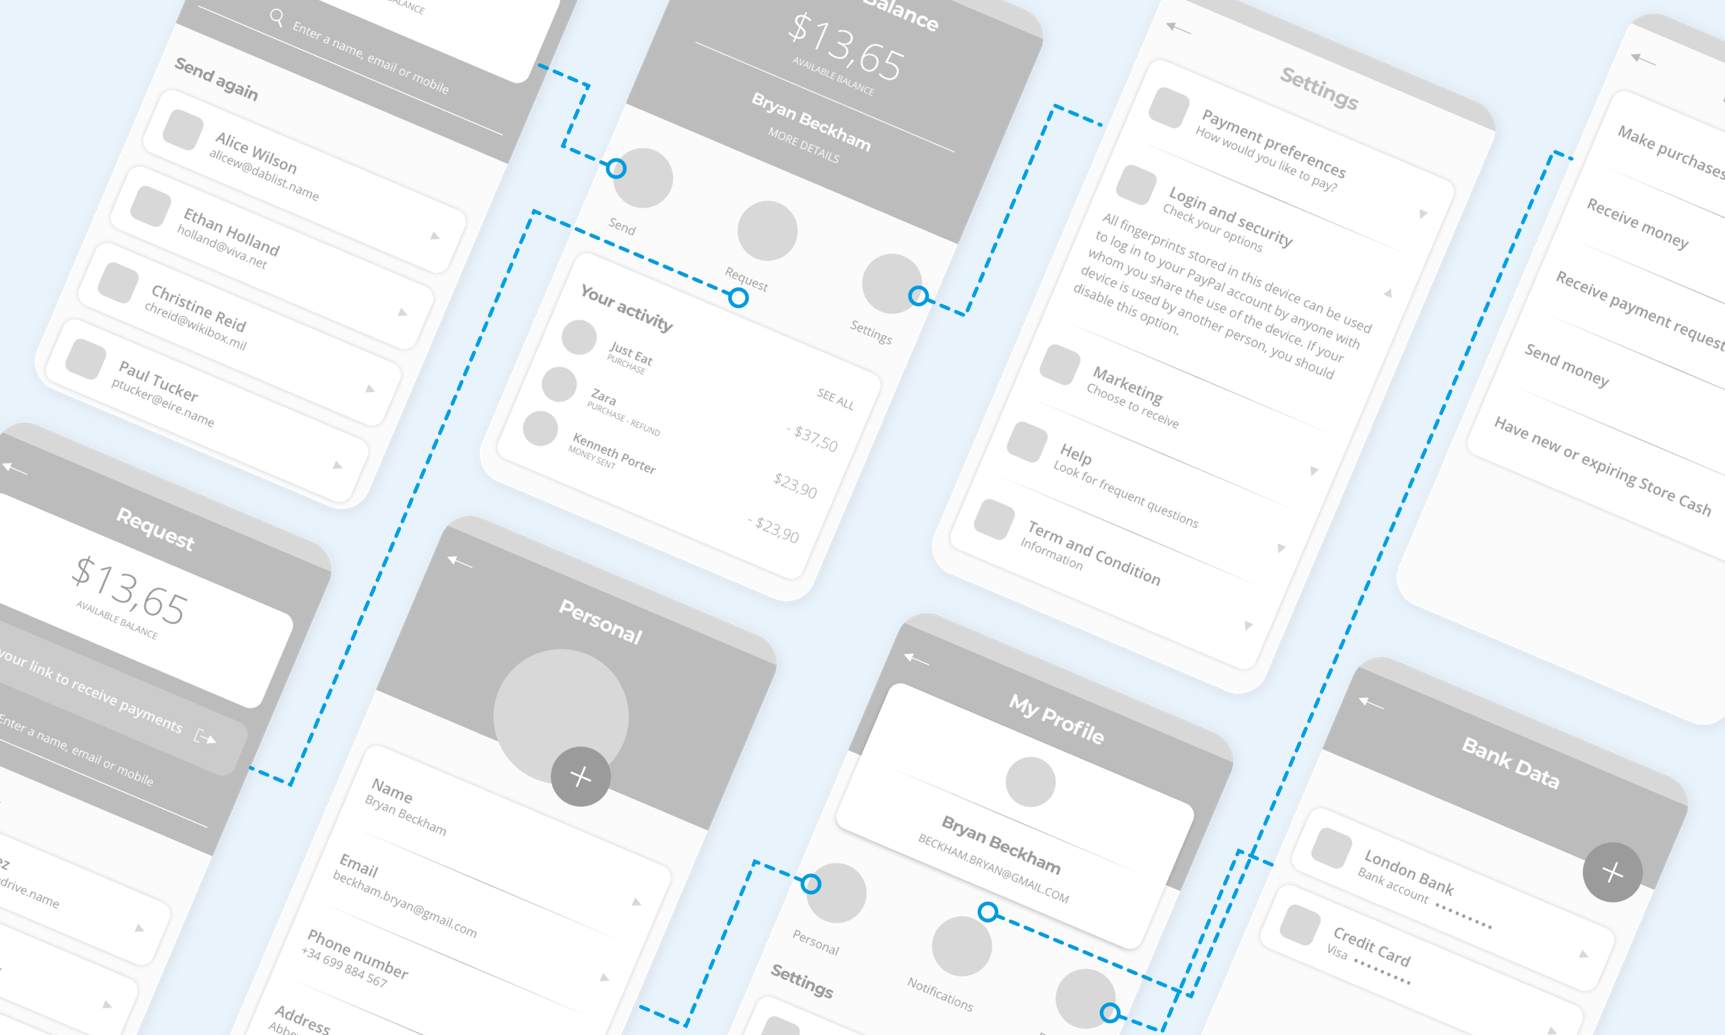 BALANCE
Enter a name, email or mobile
Send again
Alice Wilson
alicew@dablist.name
Ethan Holland
holland@viva.net
Christine Reid
chreid@wikibox.mil
Paul Tucker
ptucker@eire.name
Balance
$13,65
AVAILABLE BALANCE
Bryan Beckham
MORE DETAILS
Send
Request
Settings
Your activity
SEE ALL
Just Eat
PURCHASE
- $37,50
Zara
PURCHASE - REFUND
$23,90
Kenneth Porter
MONEY SENT
- $23,90
Settings
Payment preferences
How would you like to pay?
Login and security
Check your options
All fingerprints stored in this device can be used
to log in to your PayPal account by anyone with
whom you share the use of the device. If your
device is used by another person, you should
disable this option.
Marketing
Choose to receive
Help
Look for frequent questions
Term and Condition
Information
Make purchases
Receive money
Receive payment request
Send money
Have new or expiring Store Cash
Request
$13,65
AVAILABLE BALANCE
your link to receive payments
Enter a name, email or mobile
ez
drive.name
Personal
Name
Bryan Beckham
Email
beckham.bryan@gmail.com
Phone number
+34 699 884 567
Address
My Profile
Bryan Beckham
BECKHAM.BRYAN@GMAIL.COM
Personal
Notifications
Settings
Bank Data
London Bank
Bank account •••••••••
Credit Card
Visa •••••••••